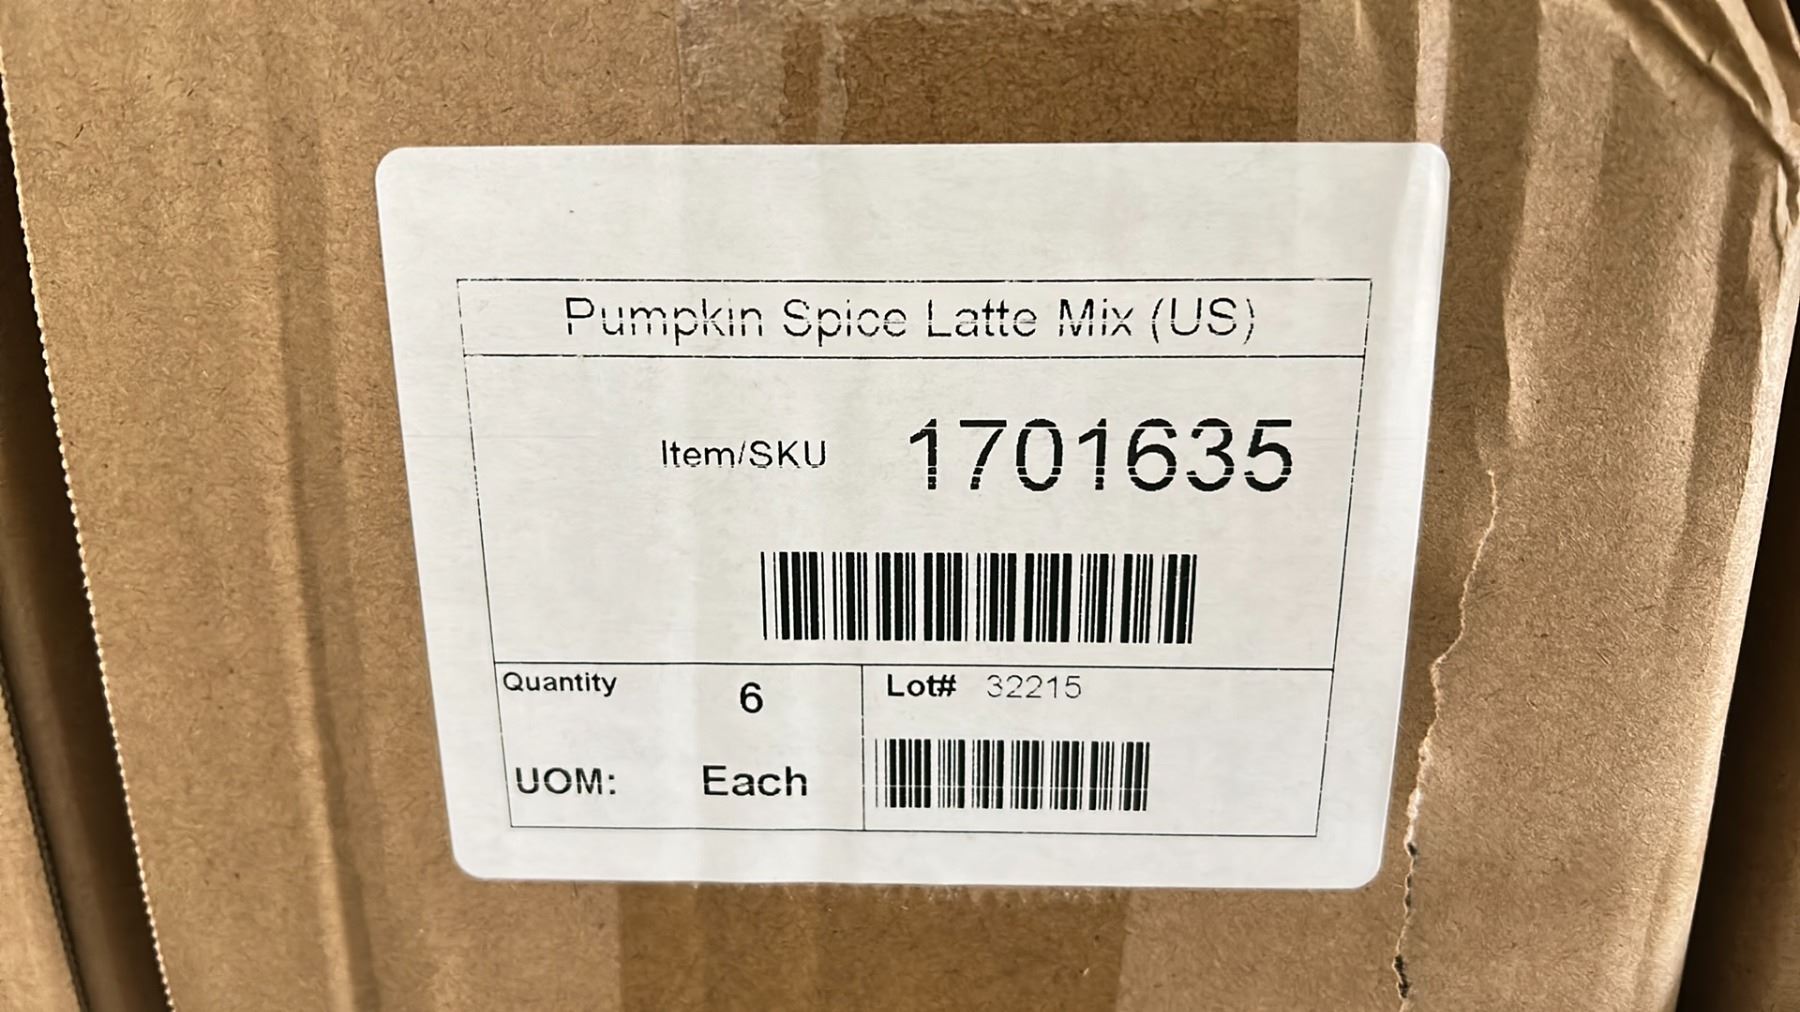 Pumpkin Spice Latte Mix (US)
Item/SKU 1701635
Quantity 6
Lot# 32215
UOM: Each